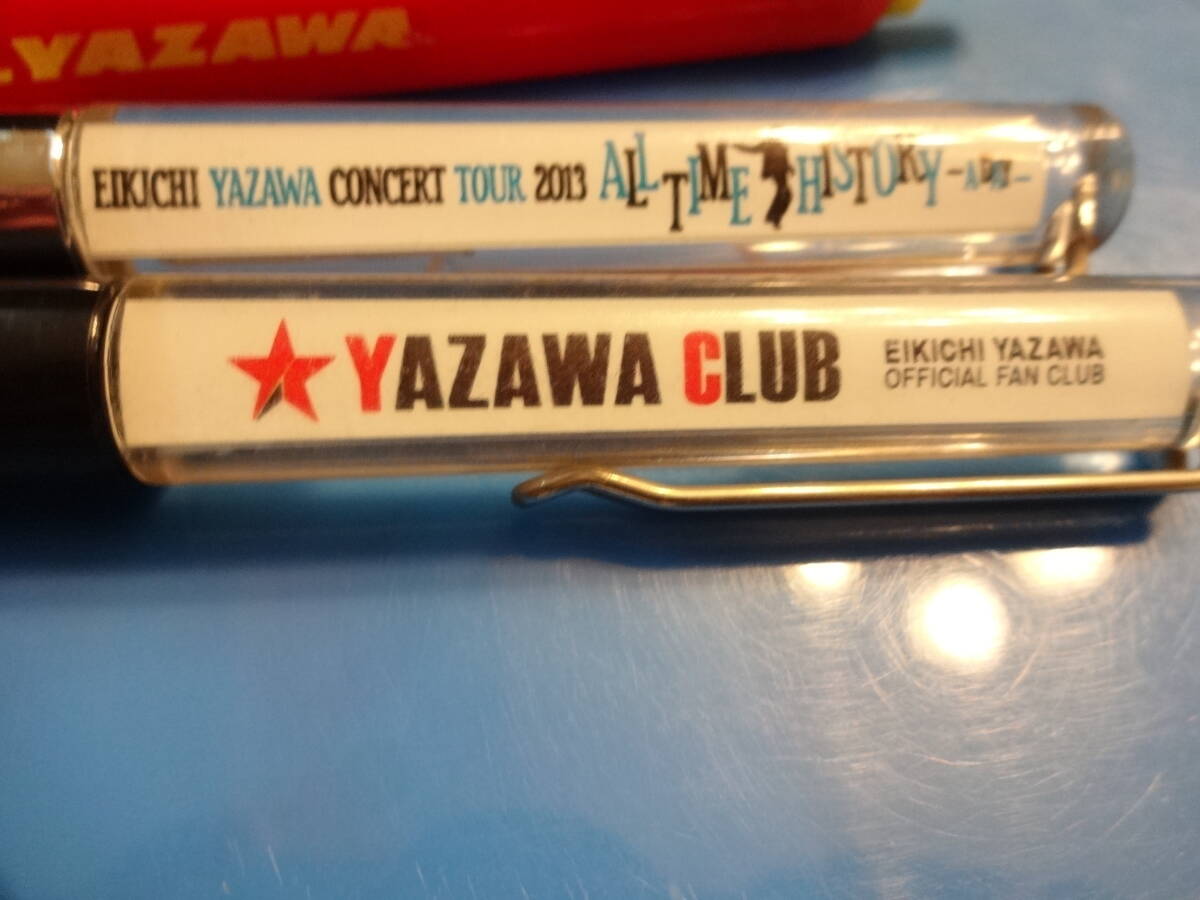 .YAZAWA
EIKICHI YAZAWA CONCERT TOUR 2013 ALL TIME HISTORY
YAZAWA CLUB
EIKICHI YAZAWA
OFFICIAL FAN CLUB